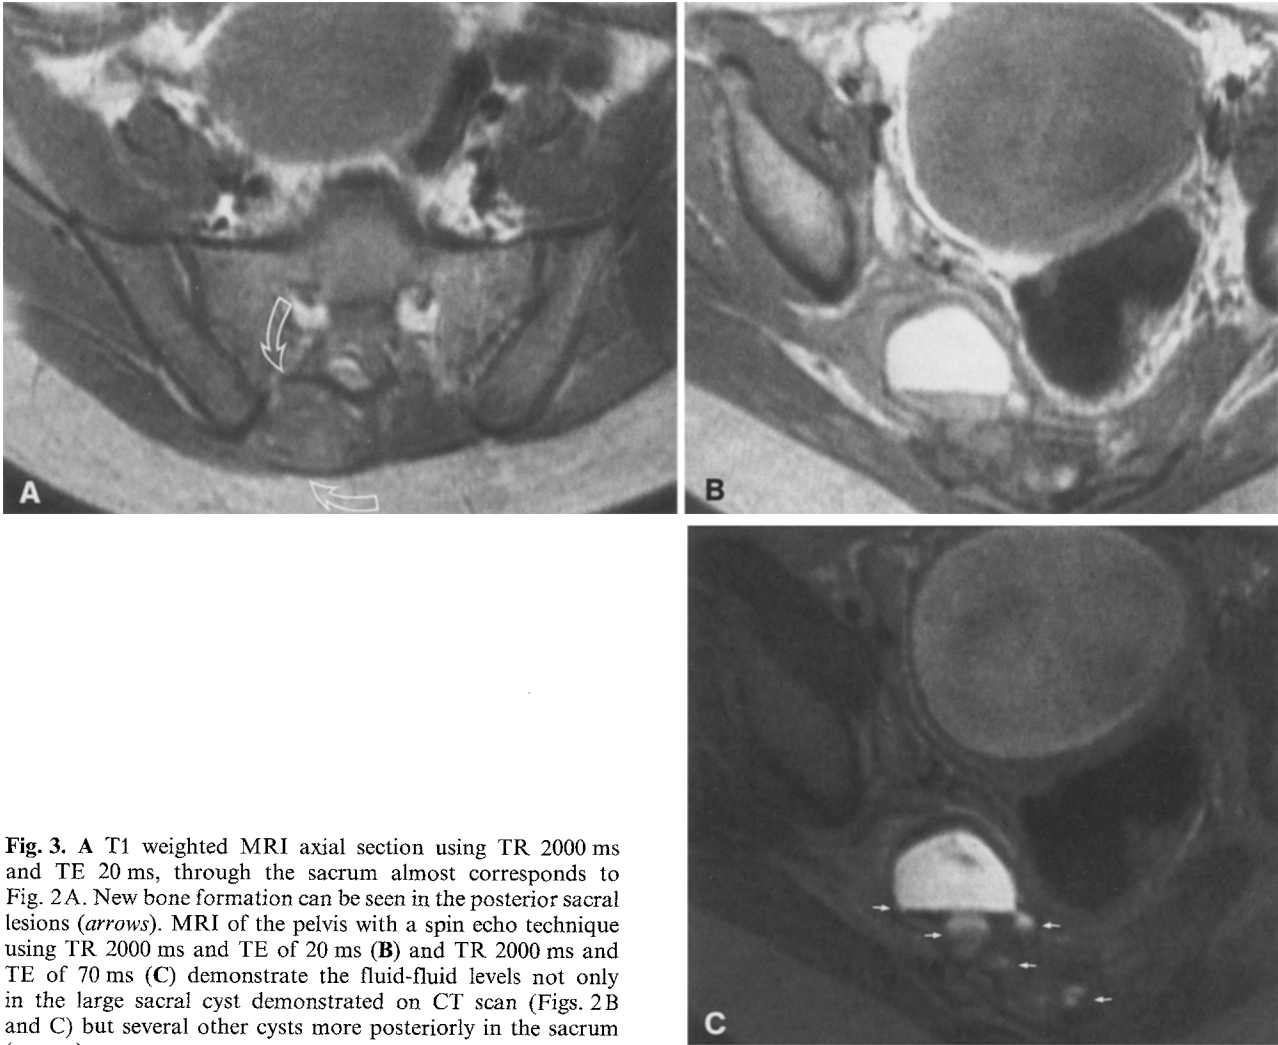 A
B
C
Fig. 3. A T1 weighted MRI axial section using TR 2000 ms
and TE 20 ms, through the sacrum almost corresponds to
Fig. 2A. New bone formation can be seen in the posterior sacral
lesions (arrows). MRI of the pelvis with a spin echo technique
using TR 2000 ms and TE of 20 ms (B) and TR 2000 ms and
TE of 70 ms (C) demonstrate the fluid-fluid levels not only
in the large sacral cyst demonstrated on CT scan (Figs. 2B
and C) but several other cysts more posteriorly in the sacrum